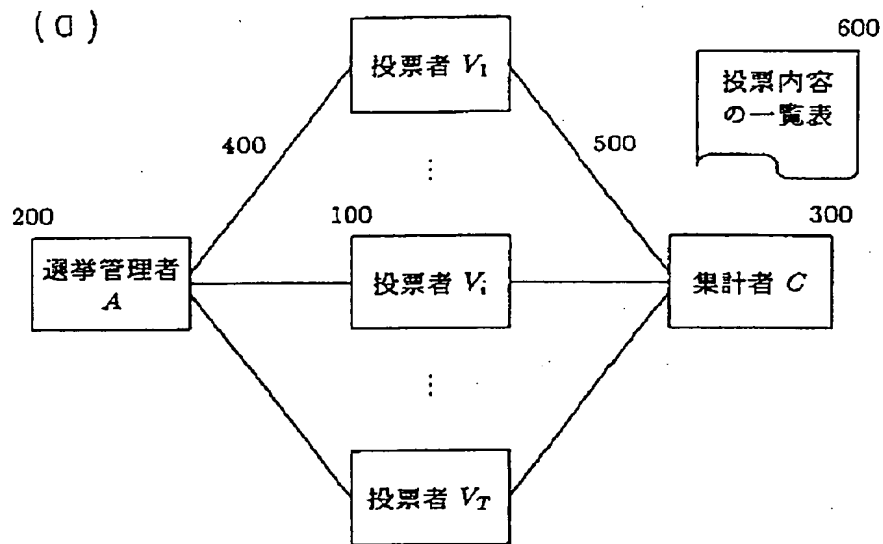 (a)
投票者 V1
600
投票内容
の一覧表
400
500
⋮
200
100
300
選挙管理者
A
投票者 Vi
集計者 C
⋮
投票者 VT